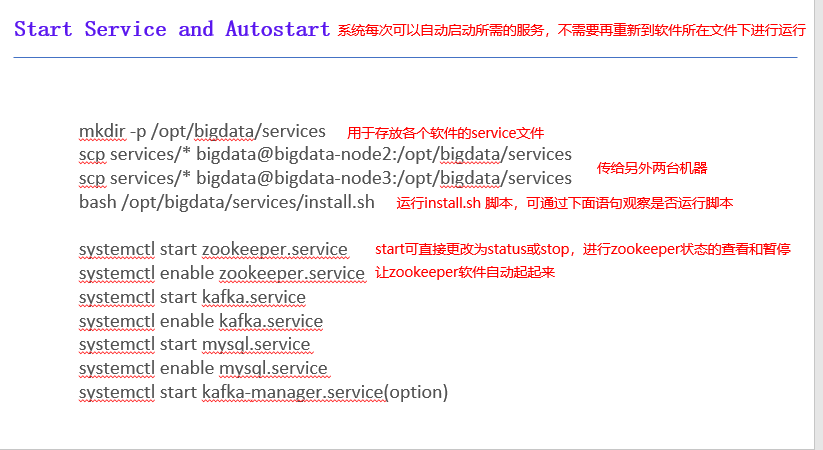 Start Service and Autostart 系统每次可以自动启动所需的服务，不需要再重新到软件所在文件下进行运行
mkdir -p /opt/bigdata/services 用于存放各个软件的service文件
scp services/* bigdata@bigdata-node2:/opt/bigdata/services
传给另外两台机器
scp services/* bigdata@bigdata-node3:/opt/bigdata/services
bash /opt/bigdata/services/install.sh 运行install.sh 脚本，可通过下面语句观察是否运行脚本
systemctl start zookeeper.service start可直接更改为status或stop，进行zookeeper状态的查看和暂停
systemctl enable zookeeper.service 让zookeeper软件自动起起来
systemctl start kafka.service
systemctl enable kafka.service
systemctl start mysql.service
systemctl enable mysql.service
systemctl start kafka-manager.service(option)